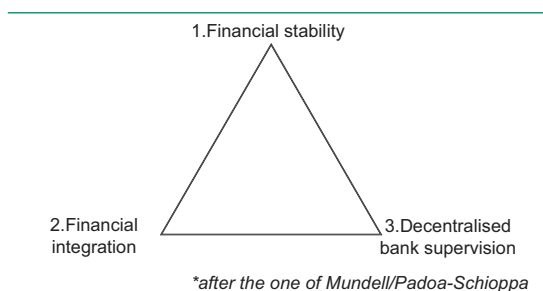 1.Financial stability
2.Financial
integration
3.Decentralised
bank supervision
*after the one of Mundell/Padoa-Schioppa